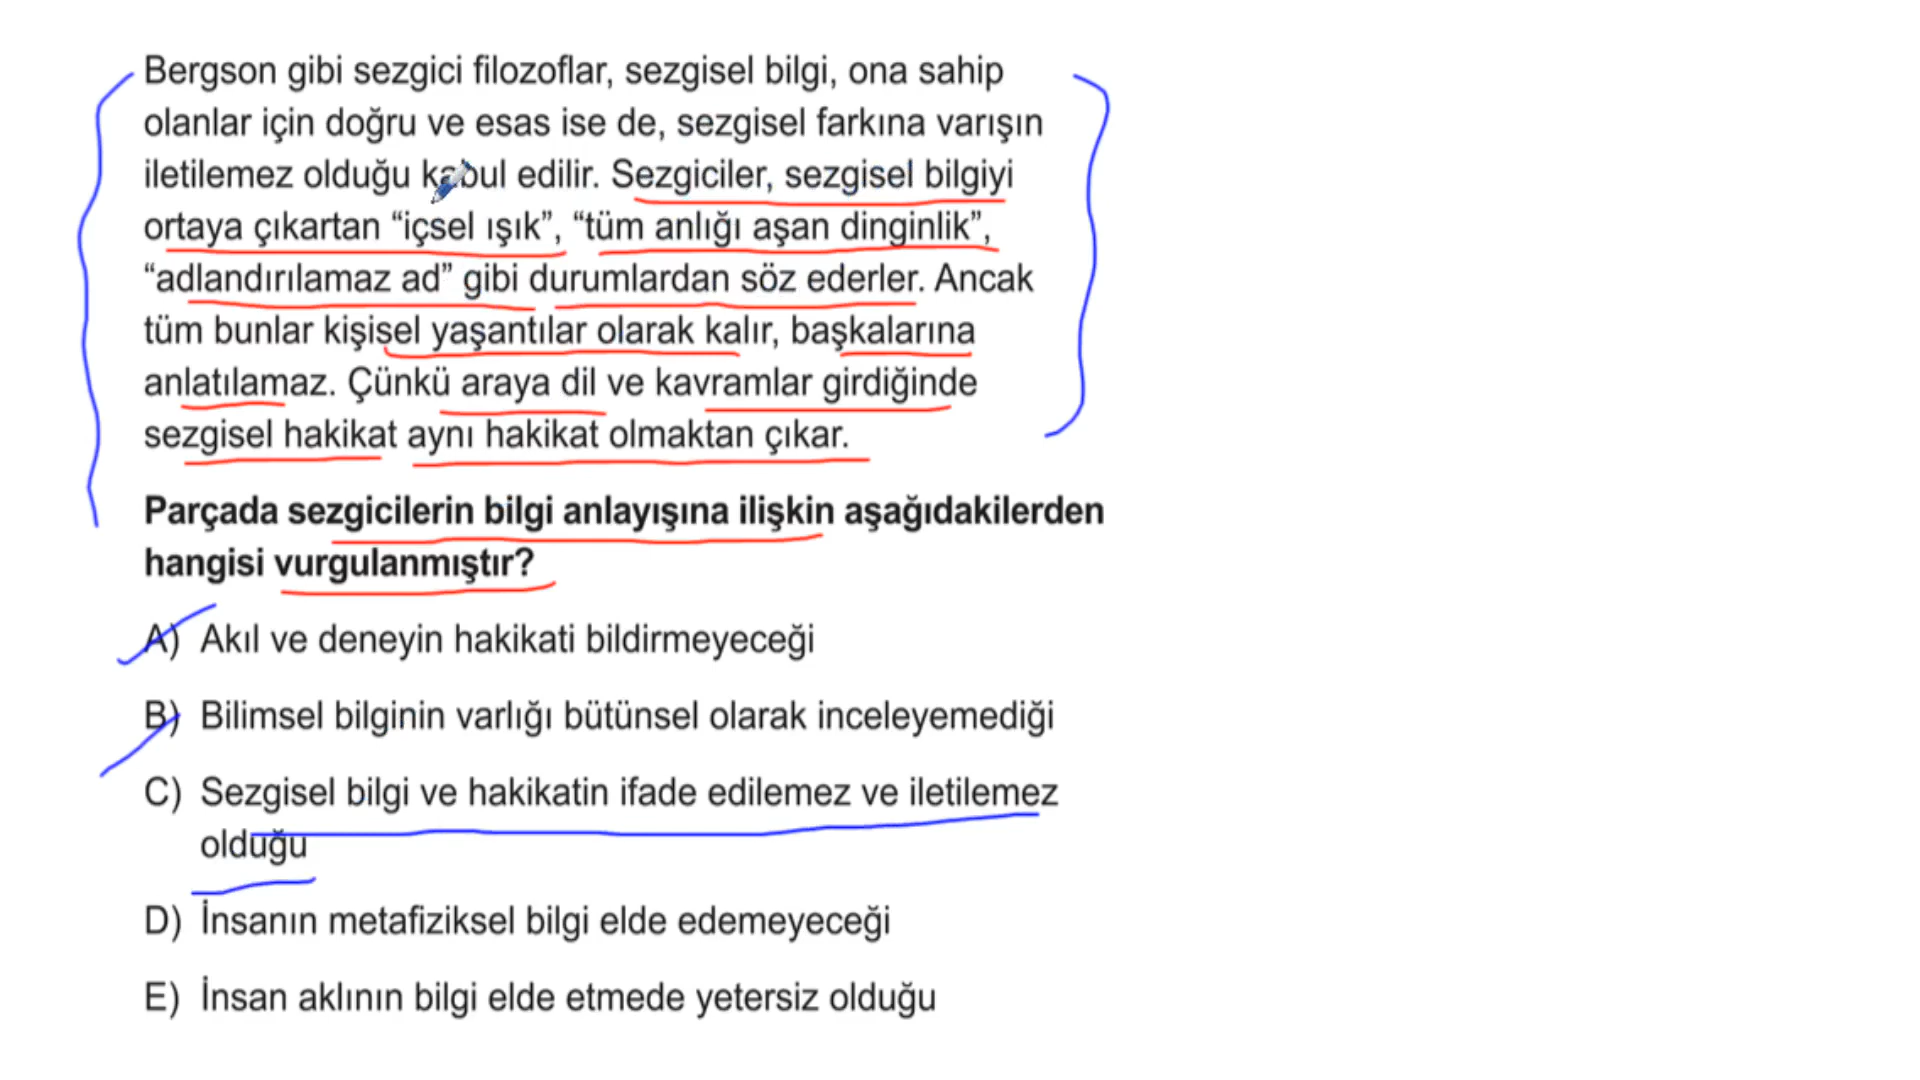 Bergson gibi sezgici filozoflar, sezgisel bilgi, ona sahip
olanlar için doğru ve esas ise de, sezgisel farkına varışın
iletilemez olduğu kabul edilir. Sezgiciler, sezgisel bilgiyi
ortaya çıkartan “içsel ışık”, “tüm anlığı aşan dinginlik”,
“adlandırılamaz ad” gibi durumlardan söz ederler. Ancak
tüm bunlar kişisel yaşantılar olarak kalır, başkalarına
anlatılamaz. Çünkü araya dil ve kavramlar girdiğinde
sezgisel hakikat aynı hakikat olmaktan çıkar.
Parçada sezgicilerin bilgi anlayışına ilişkin aşağıdakilerden
hangisi vurgulanmıştır?
A) Akıl ve deneyin hakikati bildirmeyeceği
B) Bilimsel bilginin varlığı bütünsel olarak inceleyemediği
C) Sezgisel bilgi ve hakikatin ifade edilemez ve iletilemez
olduğu
D) İnsanın metafiziksel bilgi elde edemeyeceği
E) İnsan aklının bilgi elde etmede yetersiz olduğu